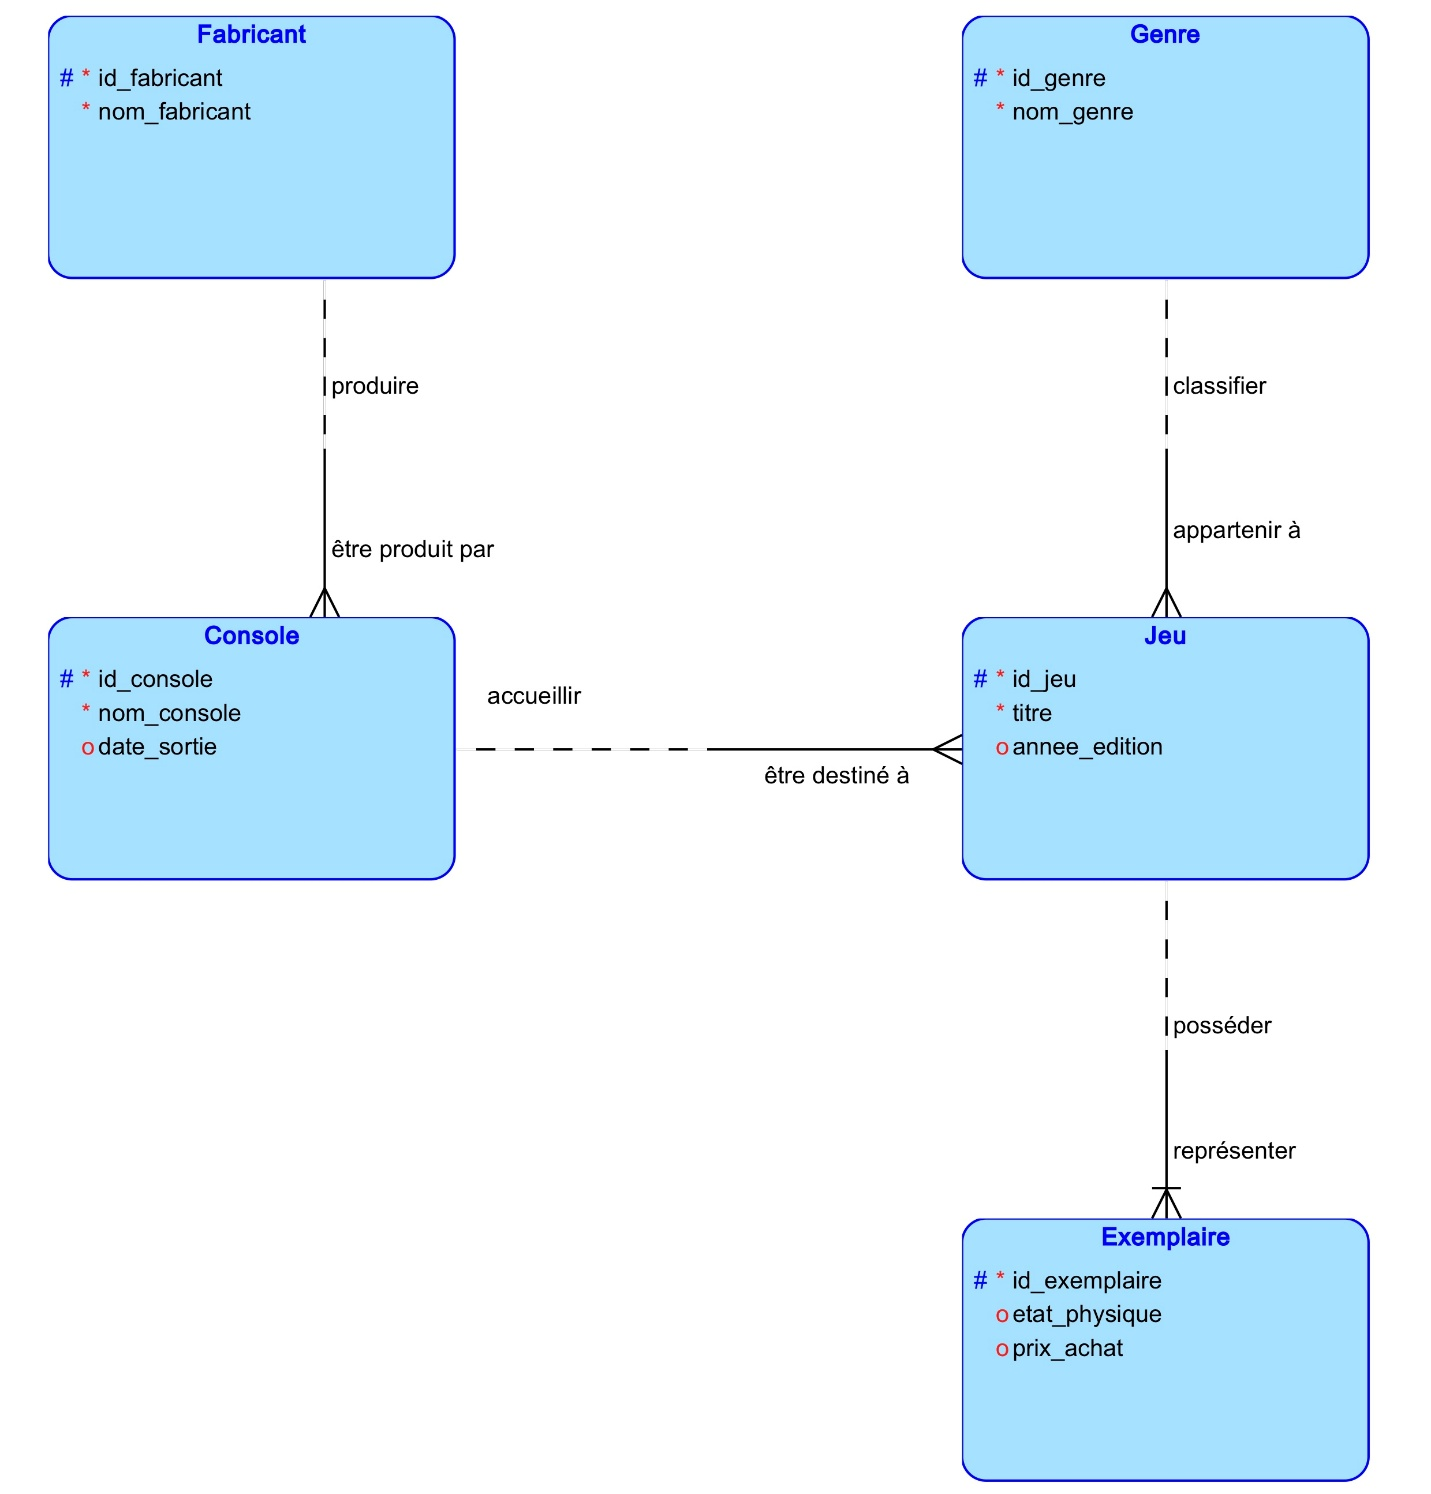 Fabricant
# * id_fabricant
* nom_fabricant
Genre
# * id_genre
* nom_genre
produire
être produit par
classifier
appartenir à
Console
# * id_console
* nom_console
o date_sortie
accueillir
être destiné à
Jeu
# * id_jeu
* titre
o annee_edition
posséder
représenter
Exemplaire
# * id_exemplaire
o etat_physique
o prix_achat